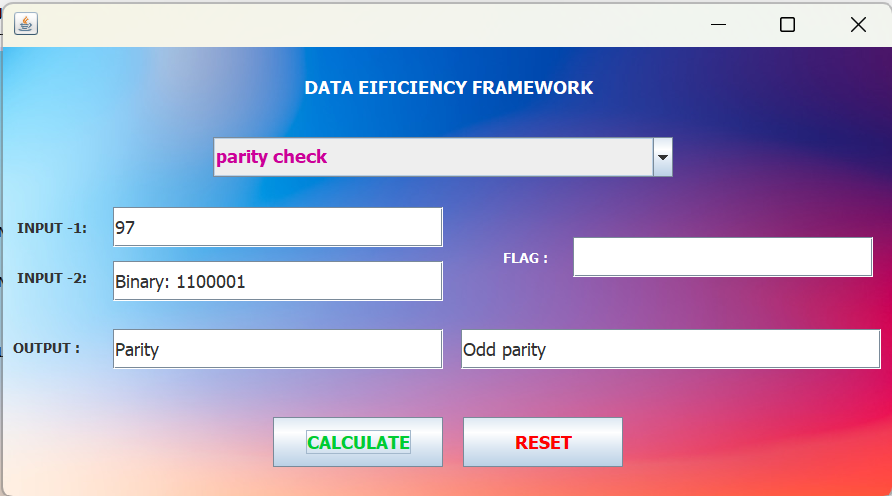 DATA EIFICIENCY FRAMEWORK
parity check
INPUT -1:
97
INPUT -2:
Binary: 1100001
FLAG :
OUTPUT :
Parity
Odd parity
CALCULATE
RESET